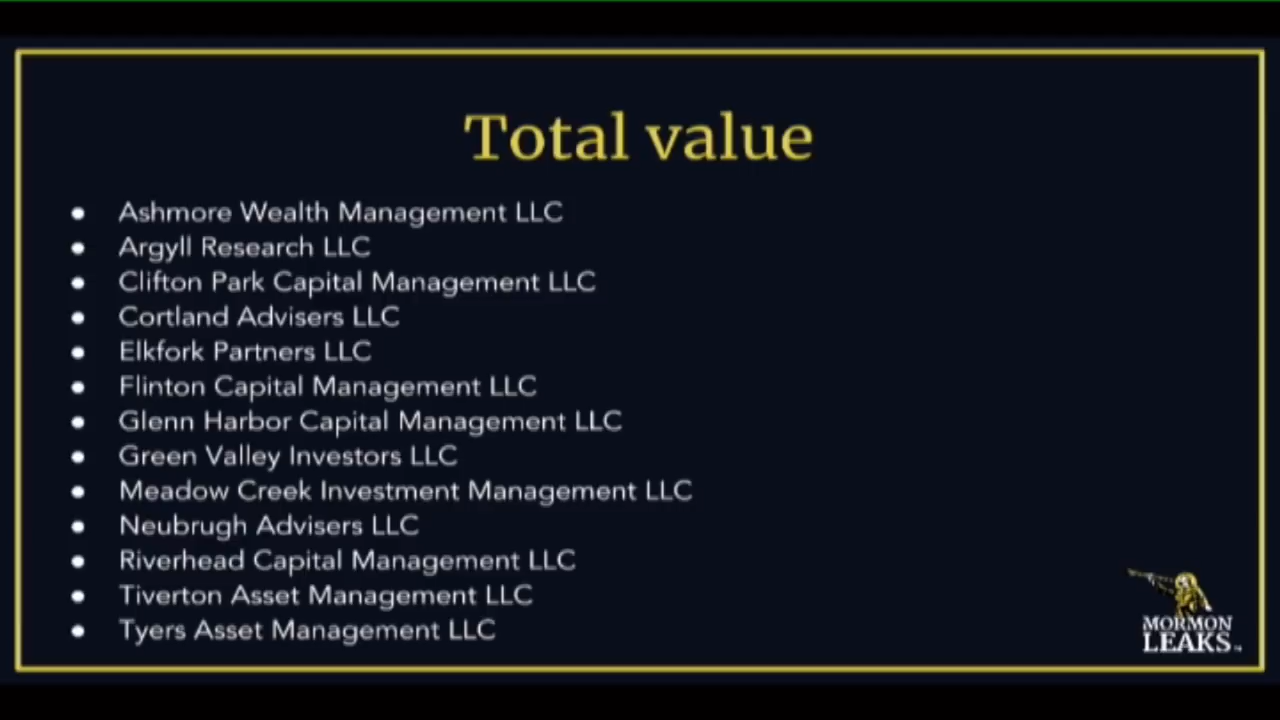 Total value
● Ashmore Wealth Management LLC
● Argyll Research LLC
● Clifton Park Capital Management LLC
● Cortland Advisers LLC
● Elkfork Partners LLC
● Flinton Capital Management LLC
● Glenn Harbor Capital Management LLC
● Green Valley Investors LLC
● Meadow Creek Investment Management LLC
● Neubrugh Advisers LLC
● Riverhead Capital Management LLC
● Tiverton Asset Management LLC
● Tyers Asset Management LLC
MORMON
LEAKS™